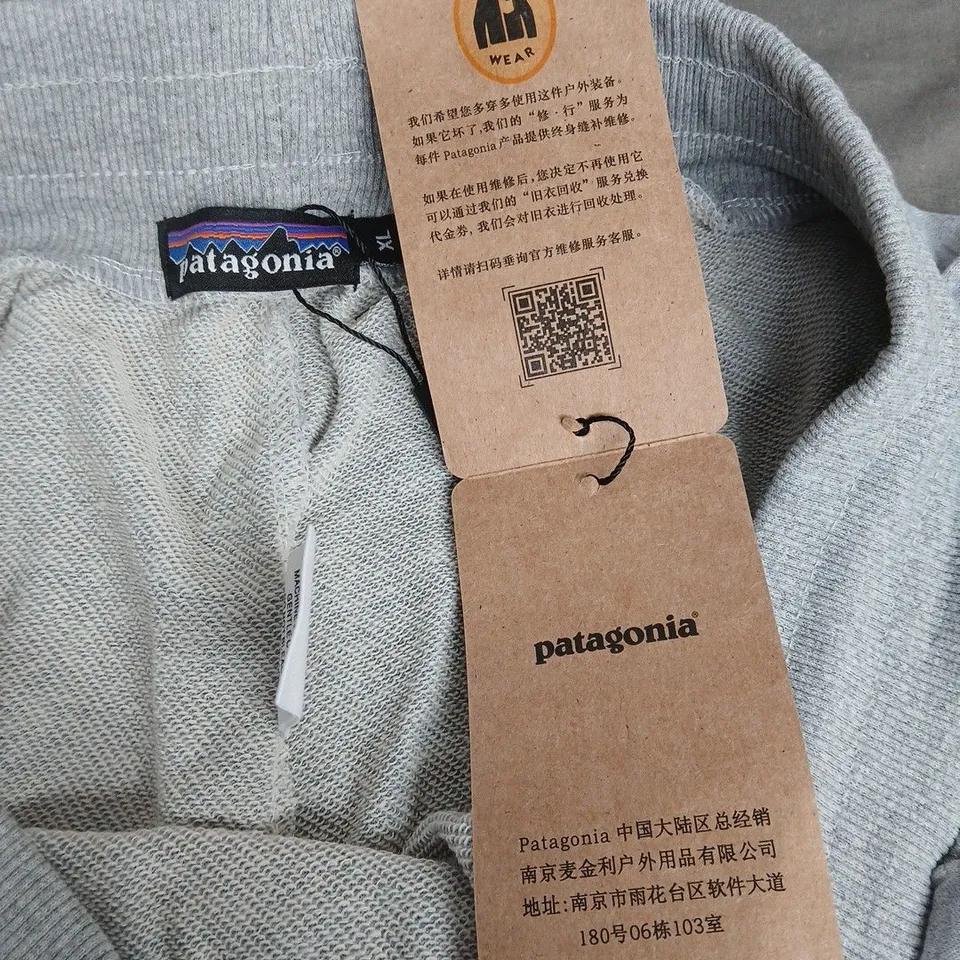 WEAR
我们希望您多穿多使用这件户外装备。
如果它坏了,我们的“修·行”服务为
每件 Patagonia 产品提供终身缝补维修。
如果在使用维修后,您决定不再使用它
可以通过我们的“旧衣回收”服务兑换
代金券,我们会对旧衣进行回收处理。
详情请扫码垂询官方维修服务客服。
patagonia®
XL
MACHINE
patagonia®
Patagonia 中国大陆区总经销
南京麦金利户外用品有限公司
地址:南京市雨花台区软件大道
180号06栋103室